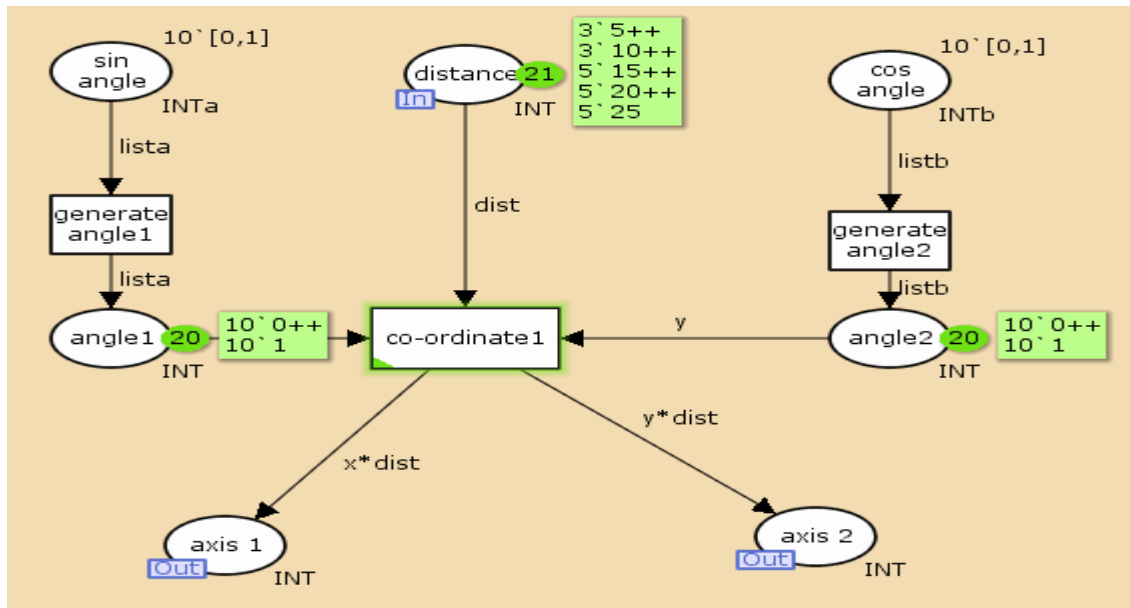 10`[0,1]
sin
angle
INTa
lista
generate
angle1
lista
angle1
20
10`0++
10`1
INT
distance
21
In
INT
3`5++
3`10++
5`15++
5`20++
5`25
dist
co-ordinate1
10`[0,1]
cos
angle
INTb
listb
generate
angle2
listb
y
angle2
20
10`0++
10`1
INT
x*dist
y*dist
axis 1
Out
INT
axis 2
Out
INT